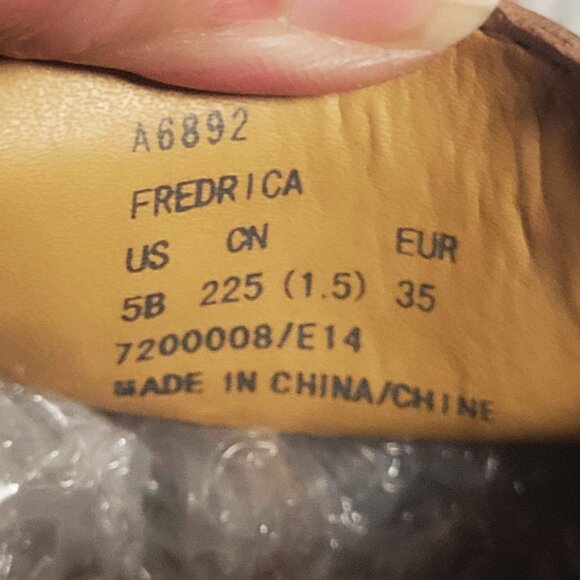 A6892
FREDRICA
US CN EUR
5B 225 (1.5) 35
7200008/E14
MADE IN CHINA/CHINE